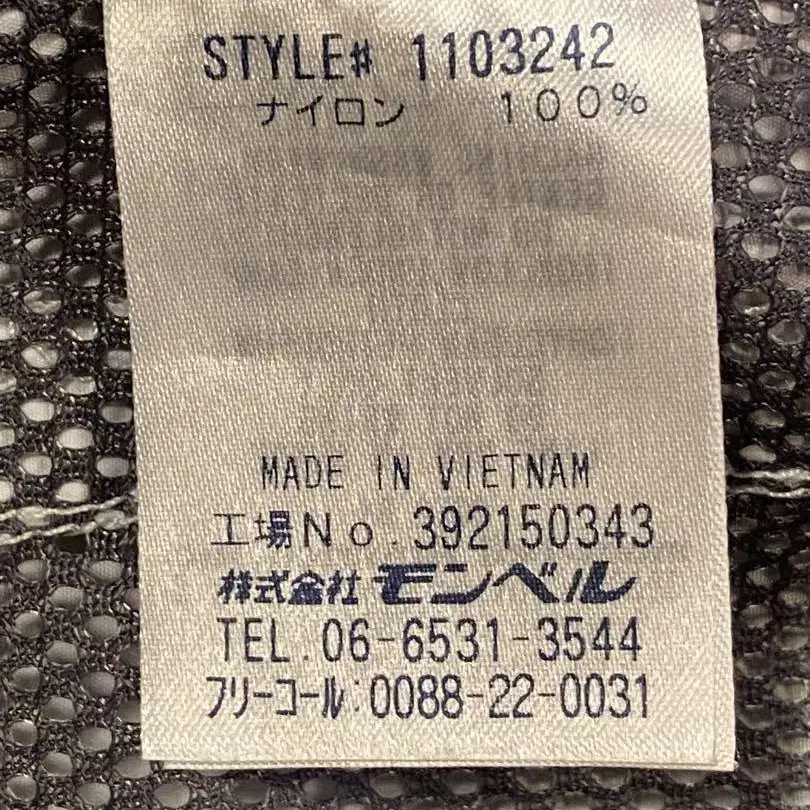 STYLE# 1103242
ナイロン 100%
MADE IN VIETNAM
工場No.392150343
株式会社モンベル
TEL.06-6531-3544
フリーコール:0088-22-0031